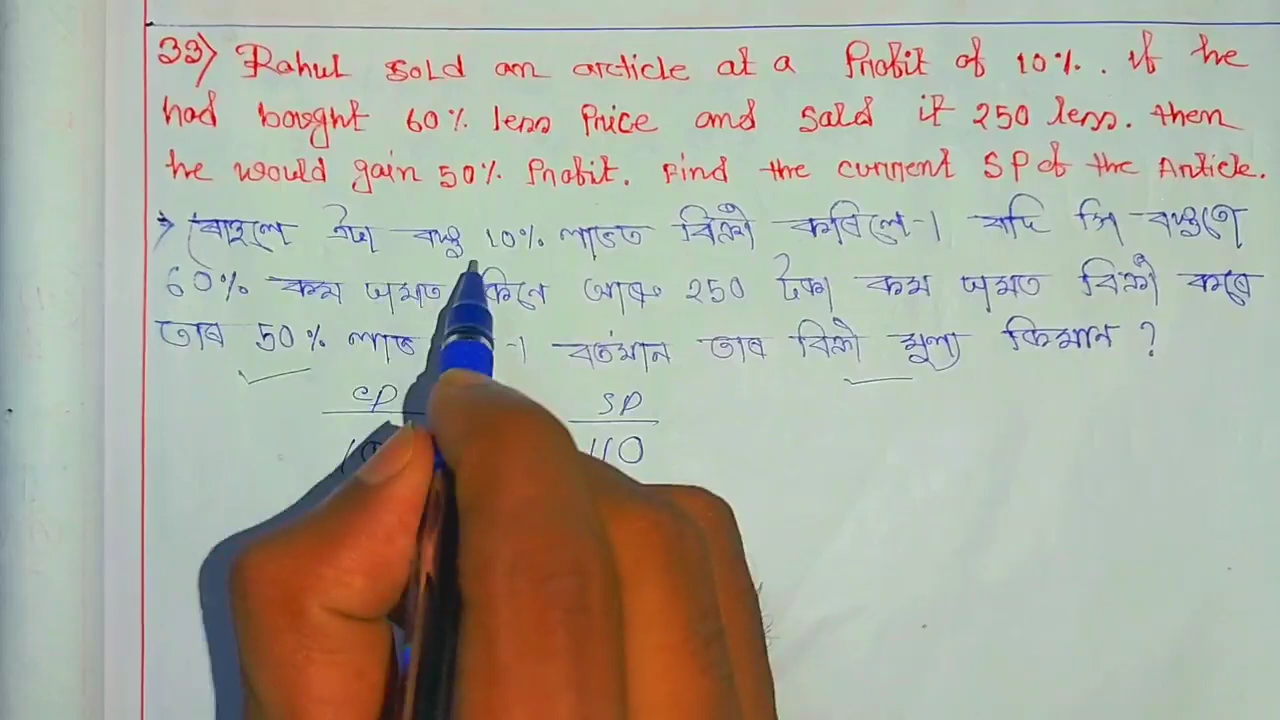 33) Rahul sold an article at a Profit of 10%. if he
had bought 60% less Price and sold it 250 less. then
he would gain 50% Profit. Find the current SP of the Article.
→ ৰাহুলে এটা বস্তু 10% লাভত বিক্ৰী কৰিলে।  যদি সি বস্তুটো
60% কম দামত কিনে আৰু 250 টকা কম দামত বিক্ৰী কৰে
তাৰ 50% লাভ । বৰ্তমান তাৰ বিক্ৰী মূল্য কিমান ?
CP SP
110